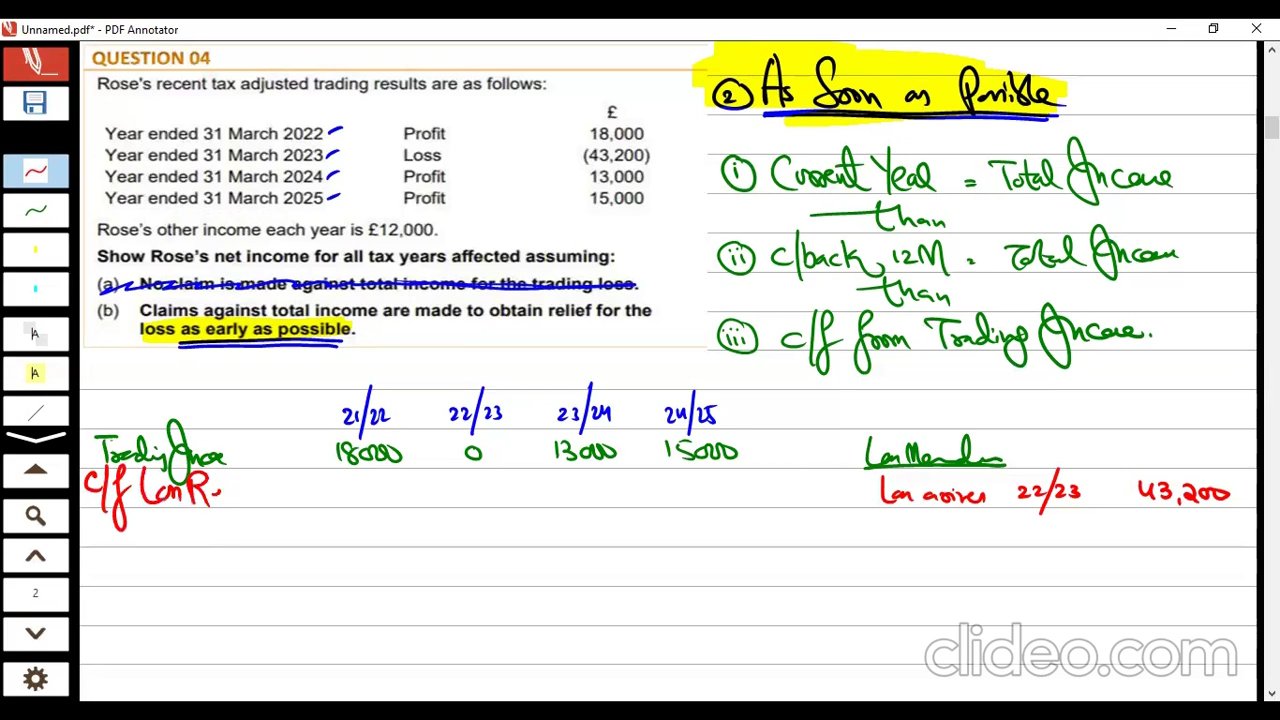 Unnamed.pdf* - PDF Annotator
QUESTION 04
Rose's recent tax adjusted trading results are as follows:
£
Year ended 31 March 2022 Profit 18,000
Year ended 31 March 2023 Loss (43,200)
Year ended 31 March 2024 Profit 13,000
Year ended 31 March 2025 Profit 15,000
Rose's other income each year is £12,000.
Show Rose's net income for all tax years affected assuming:
(a) No claim is made against total income for the trading loss.
(b) Claims against total income are made to obtain relief for the
loss as early as possible.
② As Soon as Possible
i Current Year = Total Income
than
ii c/back 12M = Total Income
than
iii c/f from Trading Income.
21/22 22/23 23/24 24/25
Trading 18000 0 13000 15000
c/f Loss R.
Loss 22/23 43,200
A
A
2
clideo.com